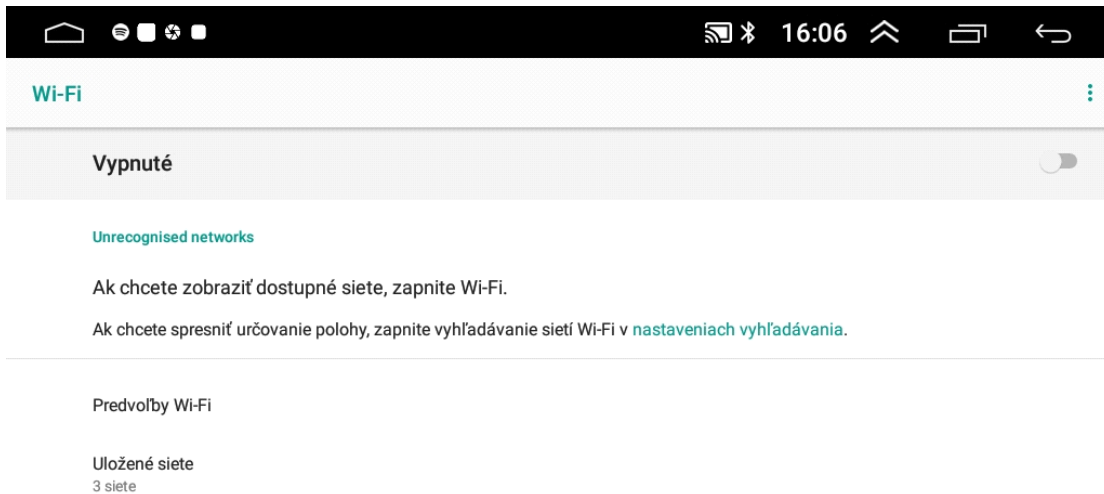 16:06
Wi-Fi
Vypnuté
Unrecognised networks
Ak chcete zobraziť dostupné siete, zapnite Wi-Fi.
Ak chcete spresniť určovanie polohy, zapnite vyhľadávanie sietí Wi-Fi v nastaveniach vyhľadávania.
Predvoľby Wi-Fi
Uložené siete
3 siete